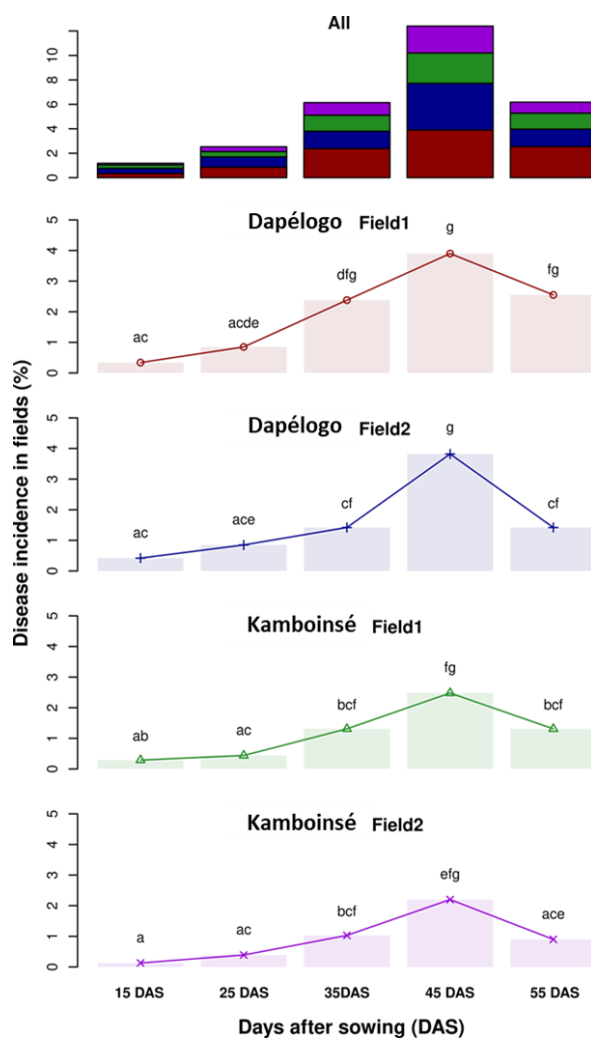 All
10
8
6
4
2
0
Dapélogo Field1
5
4
3
2
1
0
ac
acde
dfg
g
fg
Dapélogo Field2
5
4
3
2
1
0
ac
ace
cf
g
cf
Kamboinsé Field1
5
4
3
2
1
0
ab
ac
bcf
fg
bcf
Kamboinsé Field2
5
4
3
2
1
0
a
ac
bcf
efg
ace
15 DAS 25 DAS 35DAS 45 DAS 55 DAS
Days after sowing (DAS)
Disease incidence in fields (%)